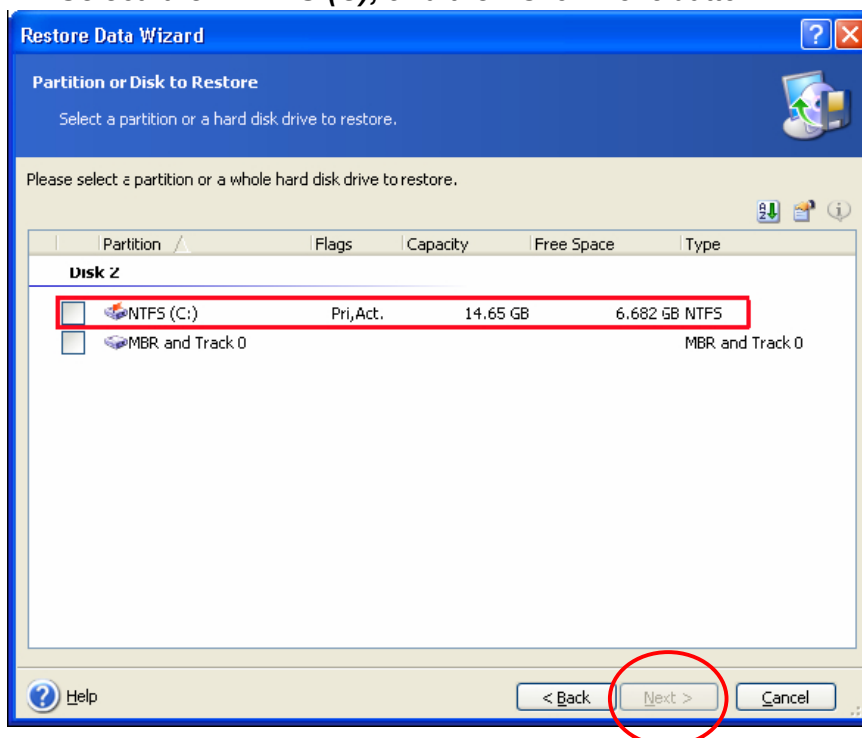 Restore Data Wizard
Partition or Disk to Restore
Select a partition or a hard disk drive to restore.
Please select a partition or a whole hard disk drive to restore.
Partition Flags Capacity Free Space Type
Disk 2
NTFS (C:) Pri,Act. 14.65 GB 6.682 GB NTFS
MBR and Track 0 MBR and Track 0
Help < Back Next > Cancel